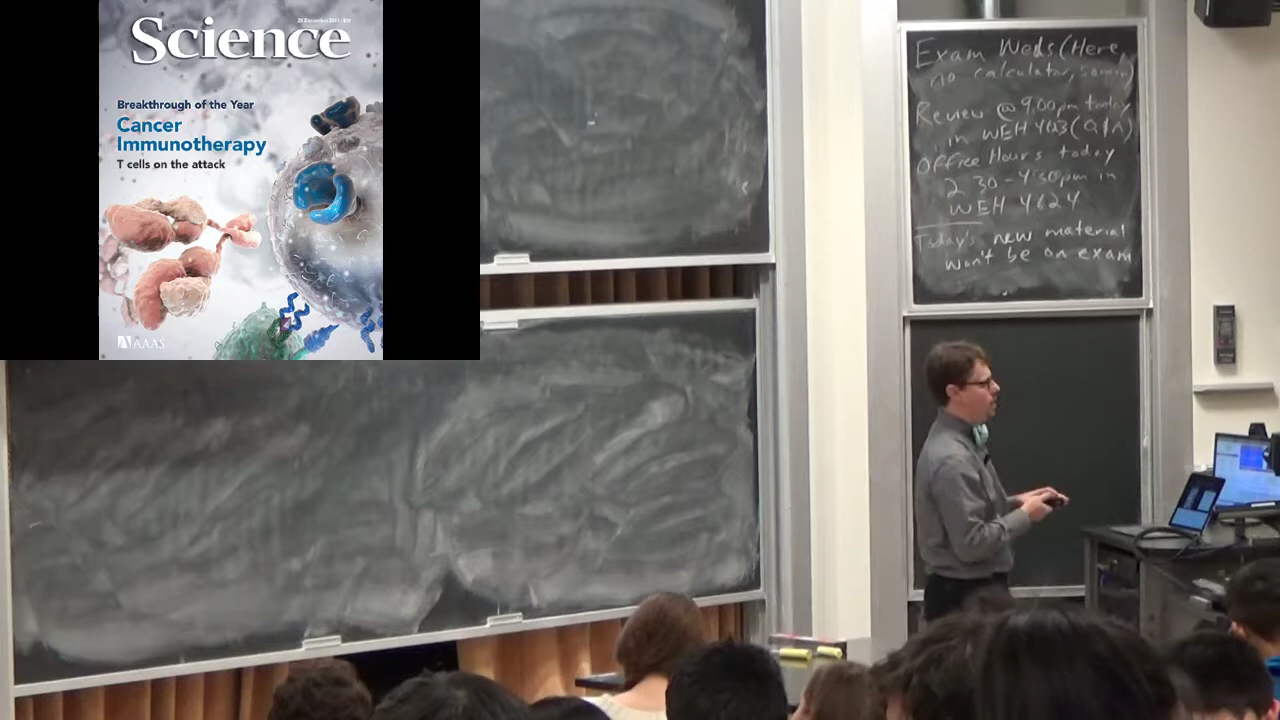 20 December 2013 $10
Science
Breakthrough of the Year
Cancer
Immunotherapy
T cells on the attack
AAAS
Exam Weds (Here,
no calculator,
Review @ 9:00pm today
in WEH 4623 (Q&A)
Office Hours today
2:30-4:30pm in
WEH 4624
Today's new material
won't be on exam